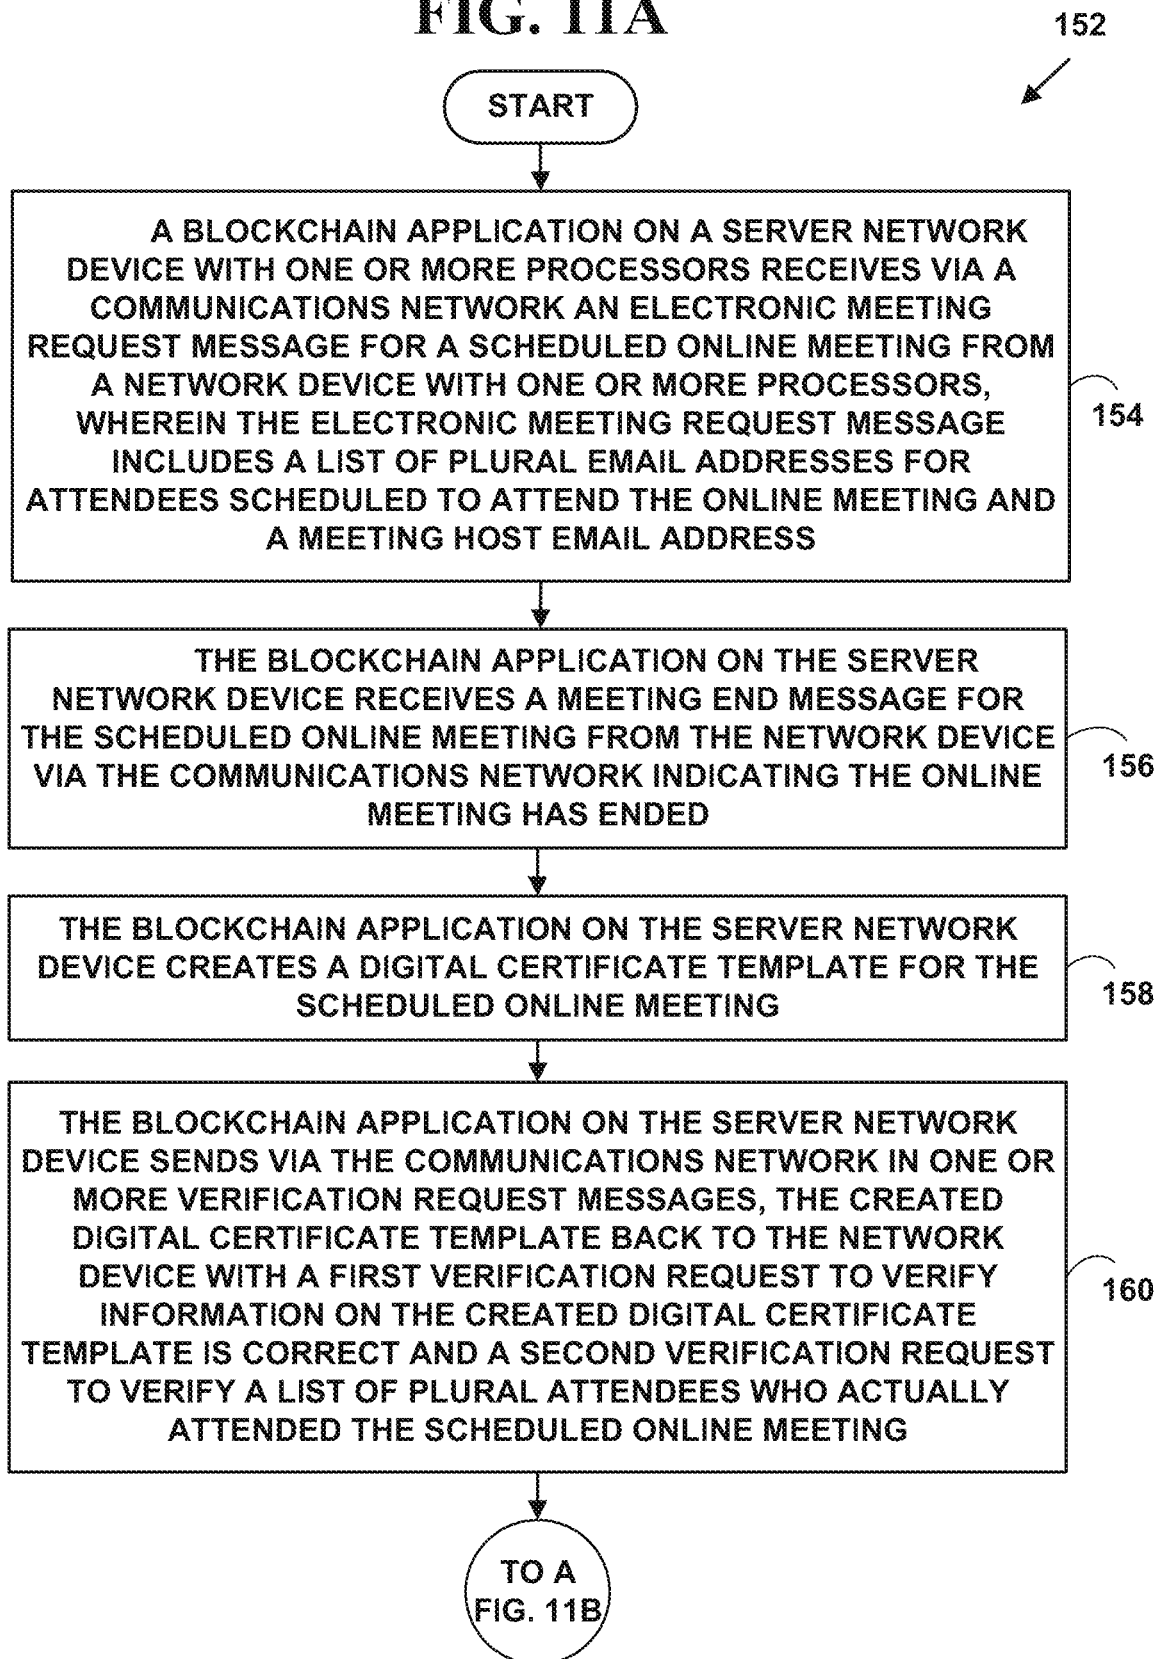 FIG. 11A
152
START
A BLOCKCHAIN APPLICATION ON A SERVER NETWORK
DEVICE WITH ONE OR MORE PROCESSORS RECEIVES VIA A
COMMUNICATIONS NETWORK AN ELECTRONIC MEETING
REQUEST MESSAGE FOR A SCHEDULED ONLINE MEETING FROM
A NETWORK DEVICE WITH ONE OR MORE PROCESSORS,
WHEREIN THE ELECTRONIC MEETING REQUEST MESSAGE
INCLUDES A LIST OF PLURAL EMAIL ADDRESSES FOR
ATTENDEES SCHEDULED TO ATTEND THE ONLINE MEETING AND
A MEETING HOST EMAIL ADDRESS
154
THE BLOCKCHAIN APPLICATION ON THE SERVER
NETWORK DEVICE RECEIVES A MEETING END MESSAGE FOR
THE SCHEDULED ONLINE MEETING FROM THE NETWORK DEVICE
VIA THE COMMUNICATIONS NETWORK INDICATING THE ONLINE
MEETING HAS ENDED
156
THE BLOCKCHAIN APPLICATION ON THE SERVER NETWORK
DEVICE CREATES A DIGITAL CERTIFICATE TEMPLATE FOR THE
SCHEDULED ONLINE MEETING
158
THE BLOCKCHAIN APPLICATION ON THE SERVER NETWORK
DEVICE SENDS VIA THE COMMUNICATIONS NETWORK IN ONE OR
MORE VERIFICATION REQUEST MESSAGES, THE CREATED
DIGITAL CERTIFICATE TEMPLATE BACK TO THE NETWORK
DEVICE WITH A FIRST VERIFICATION REQUEST TO VERIFY
INFORMATION ON THE CREATED DIGITAL CERTIFICATE
TEMPLATE IS CORRECT AND A SECOND VERIFICATION REQUEST
TO VERIFY A LIST OF PLURAL ATTENDEES WHO ACTUALLY
ATTENDED THE SCHEDULED ONLINE MEETING
160
TO A
FIG. 11B